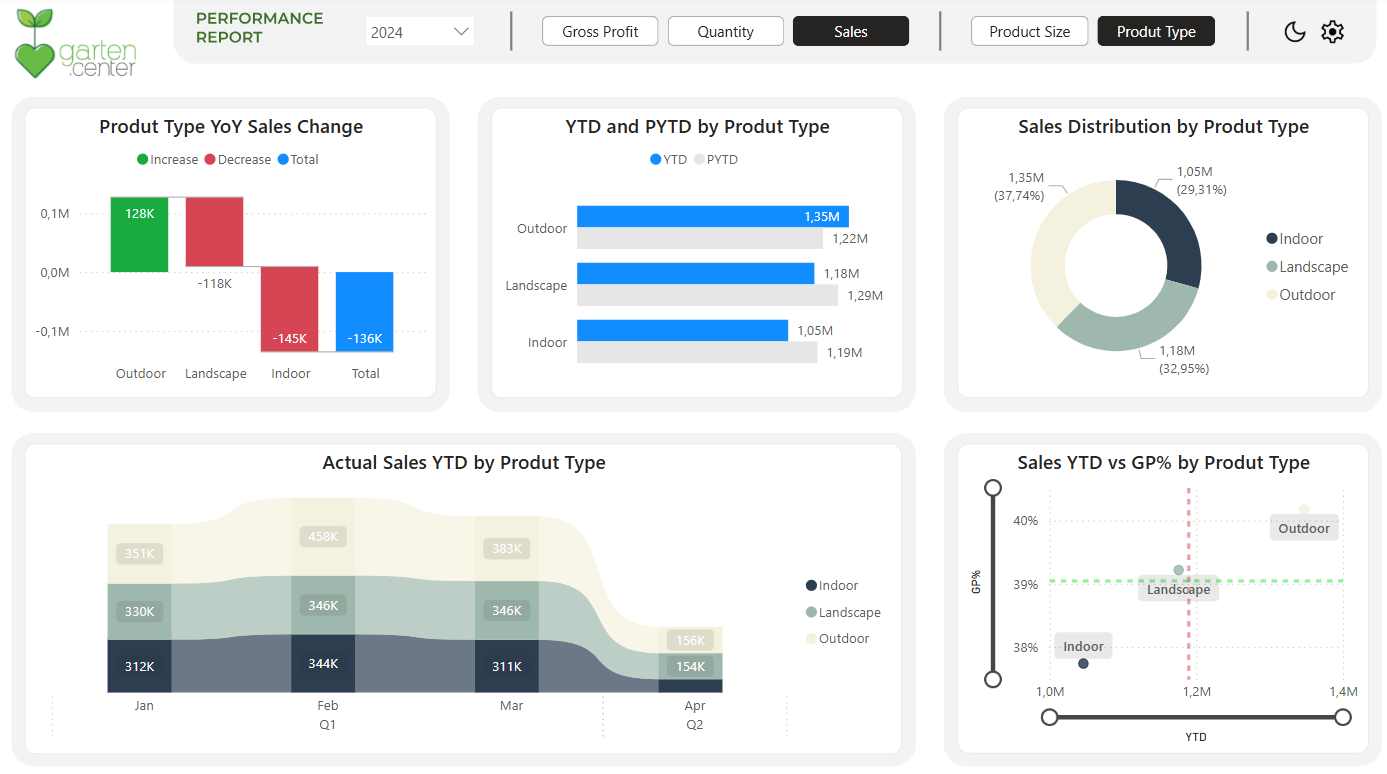 garten
.center
PERFORMANCE
REPORT
2024
Gross Profit
Quantity
Sales
Product Size
Produt Type
Produt Type YoY Sales Change
Increase Decrease Total
0,1M
0,0M
-0,1M
128K
-118K
-145K
-136K
Outdoor Landscape Indoor Total
YTD and PYTD by Produt Type
YTD PYTD
Outdoor
1,35M
1,22M
Landscape
1,18M
1,29M
Indoor
1,05M
1,19M
Sales Distribution by Produt Type
1,35M
(37,74%)
1,05M
(29,31%)
1,18M
(32,95%)
Indoor
Landscape
Outdoor
Actual Sales YTD by Produt Type
351K 458K 383K 156K
330K 346K 346K 154K
312K 344K 311K
Jan Feb Mar Apr
Q1 Q2
Indoor
Landscape
Outdoor
Sales YTD vs GP% by Produt Type
GP%
40%
39%
38%
Outdoor
Landscape
Indoor
1,0M 1,2M 1,4M
YTD